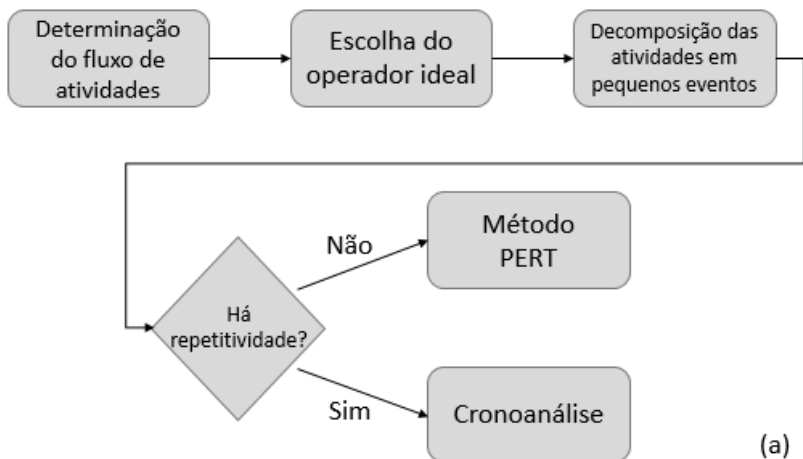 Determinação
do fluxo de
atividades
Escolha do
operador ideal
Decomposição das
atividades em
pequenos eventos
Há
repetitividade?
Não
Método
PERT
Sim
Cronoanálise
(a)